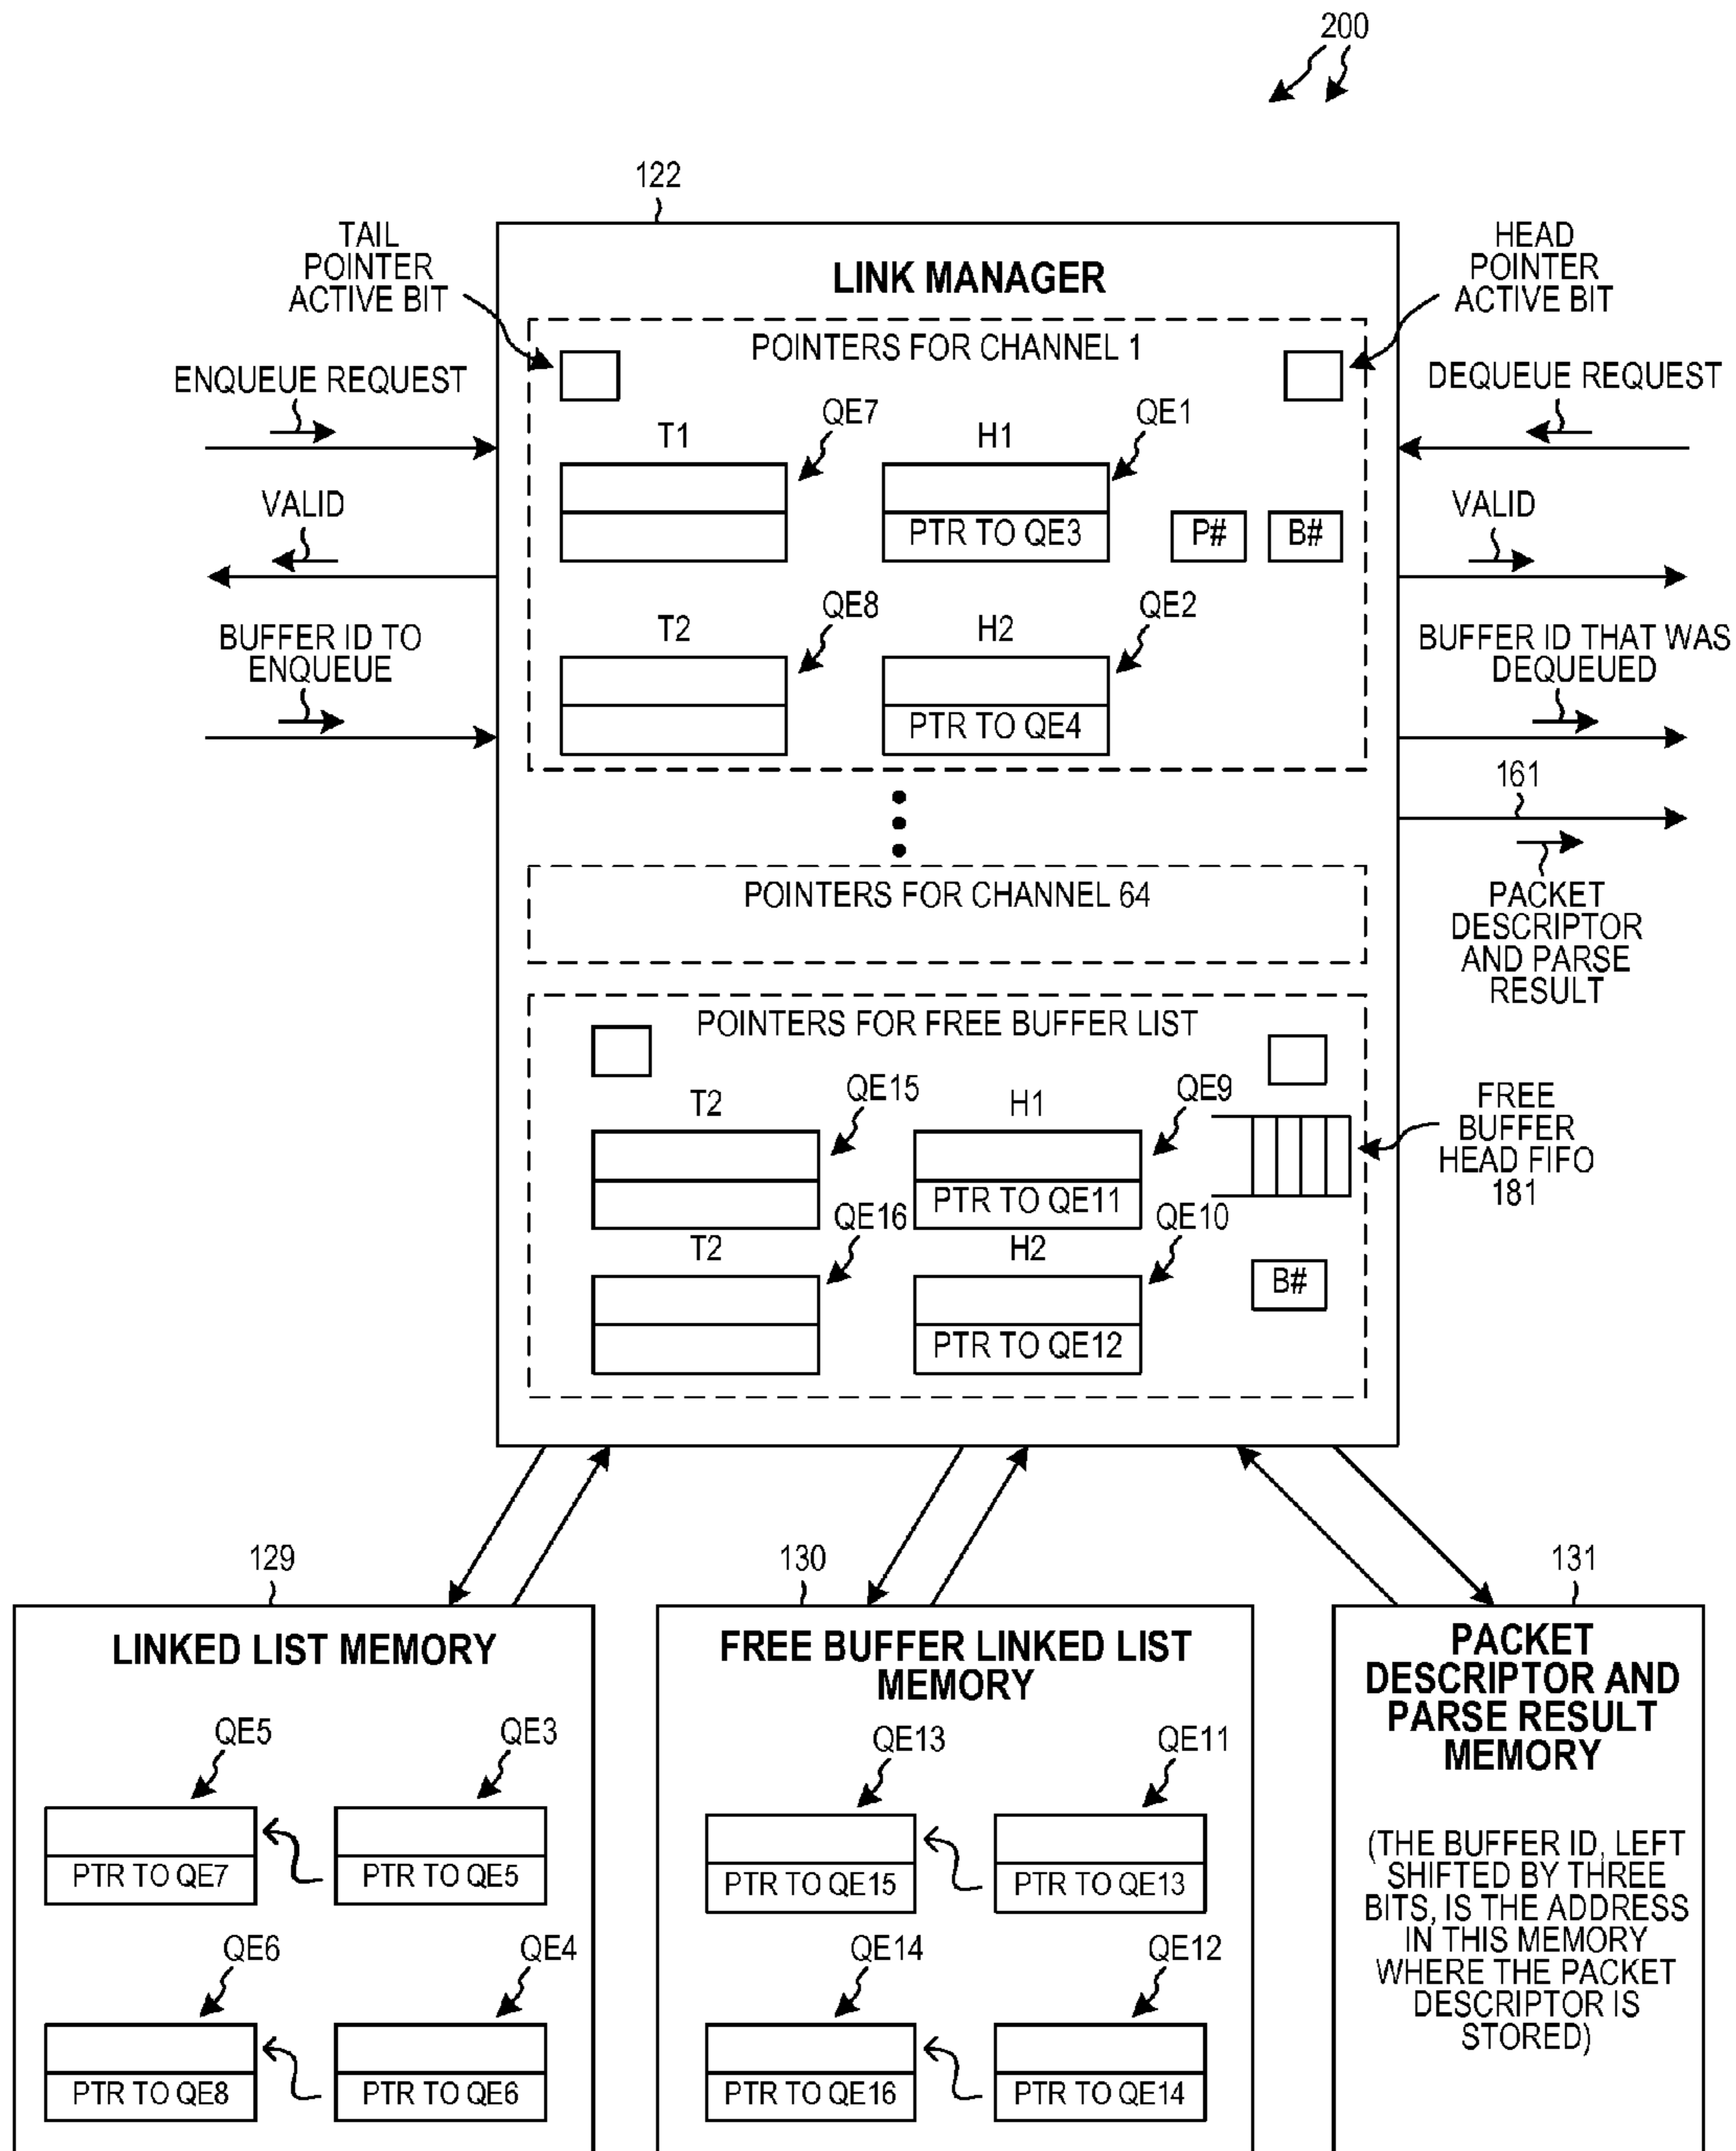 200
122
LINK MANAGER
TAIL
POINTER
ACTIVE BIT
HEAD
POINTER
ACTIVE BIT
POINTERS FOR CHANNEL 1
ENQUEUE REQUEST
DEQUEUE REQUEST
T1
QE7
H1
QE1
PTR TO QE3
P#
B#
VALID
VALID
T2
QE8
H2
QE2
PTR TO QE4
BUFFER ID TO
ENQUEUE
BUFFER ID THAT WAS
DEQUEUED
161
PACKET
DESCRIPTOR
AND PARSE
RESULT
POINTERS FOR CHANNEL 64
POINTERS FOR FREE BUFFER LIST
T2
QE15
H1
QE9
PTR TO QE11
FREE
BUFFER
HEAD FIFO
181
T2
QE16
H2
QE10
PTR TO QE12
B#
129
LINKED LIST MEMORY
QE5
QE3
PTR TO QE7
PTR TO QE5
QE6
QE4
PTR TO QE8
PTR TO QE6
130
FREE BUFFER LINKED LIST
MEMORY
QE13
QE11
PTR TO QE15
PTR TO QE13
QE14
QE12
PTR TO QE16
PTR TO QE14
131
PACKET
DESCRIPTOR AND
PARSE RESULT
MEMORY
(THE BUFFER ID, LEFT
SHIFTED BY THREE
BITS, IS THE ADDRESS
IN THIS MEMORY
WHERE THE PACKET
DESCRIPTOR IS
STORED)